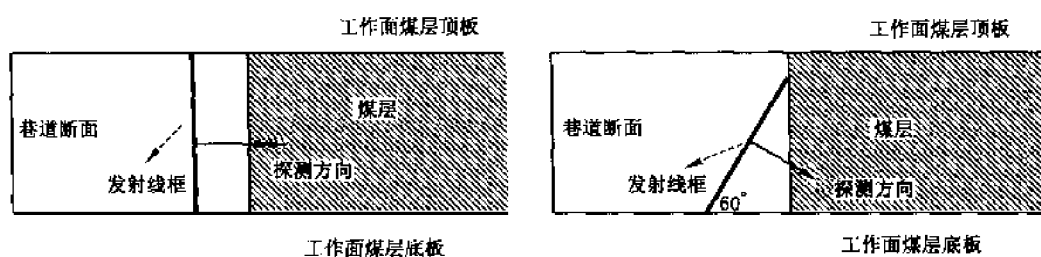 工作面煤层顶板
巷道断面
煤层
发射线框
探测方向
工作面煤层底板
工作面煤层顶板
巷道断面
煤层
发射线框
60°
探测方向
工作面煤层底板